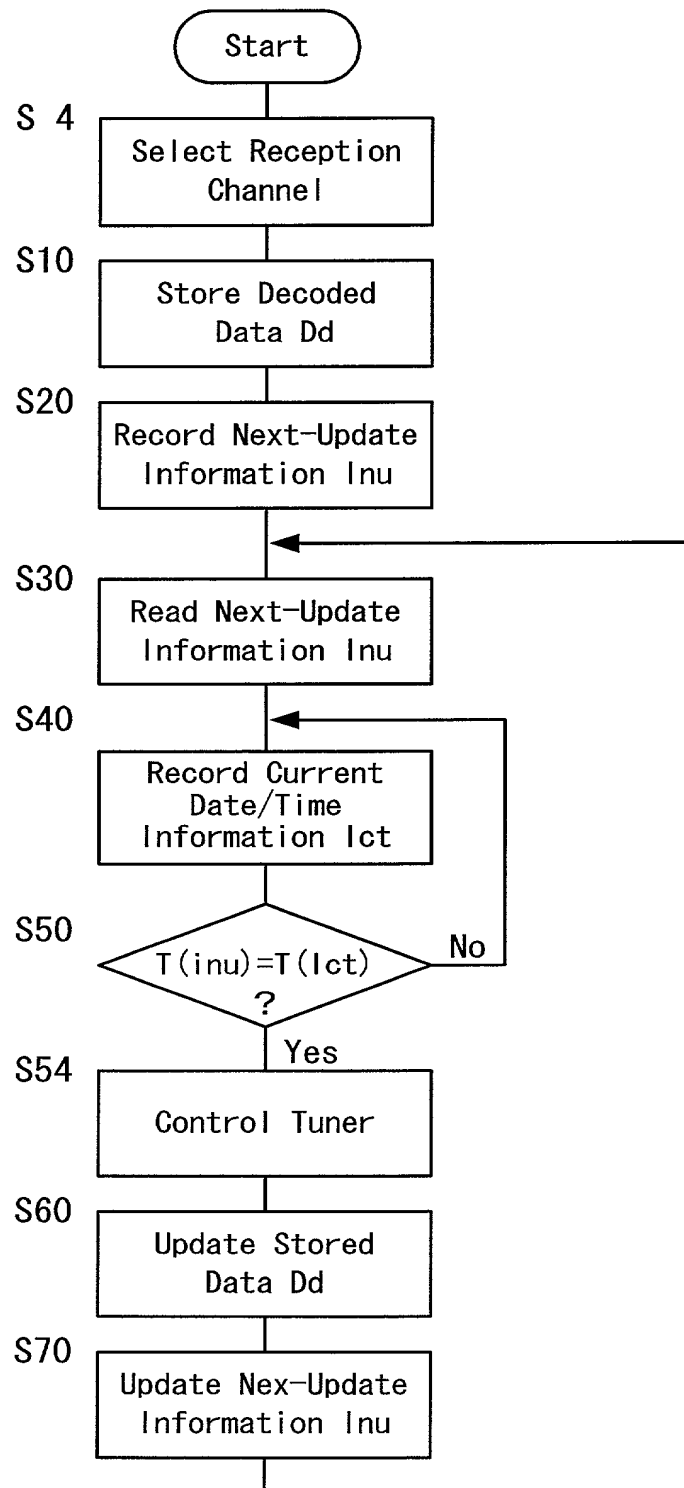 Start
S 4
Select Reception
Channel
S10
Store Decoded
Data Dd
S20
Record Next-Update
Information Inu
S30
Read Next-Update
Information Inu
S40
Record Current
Date/Time
Information Ict
S50
T(inu)=T(Ict)
?
No
Yes
S54
Control Tuner
S60
Update Stored
Data Dd
S70
Update Nex-Update
Information Inu